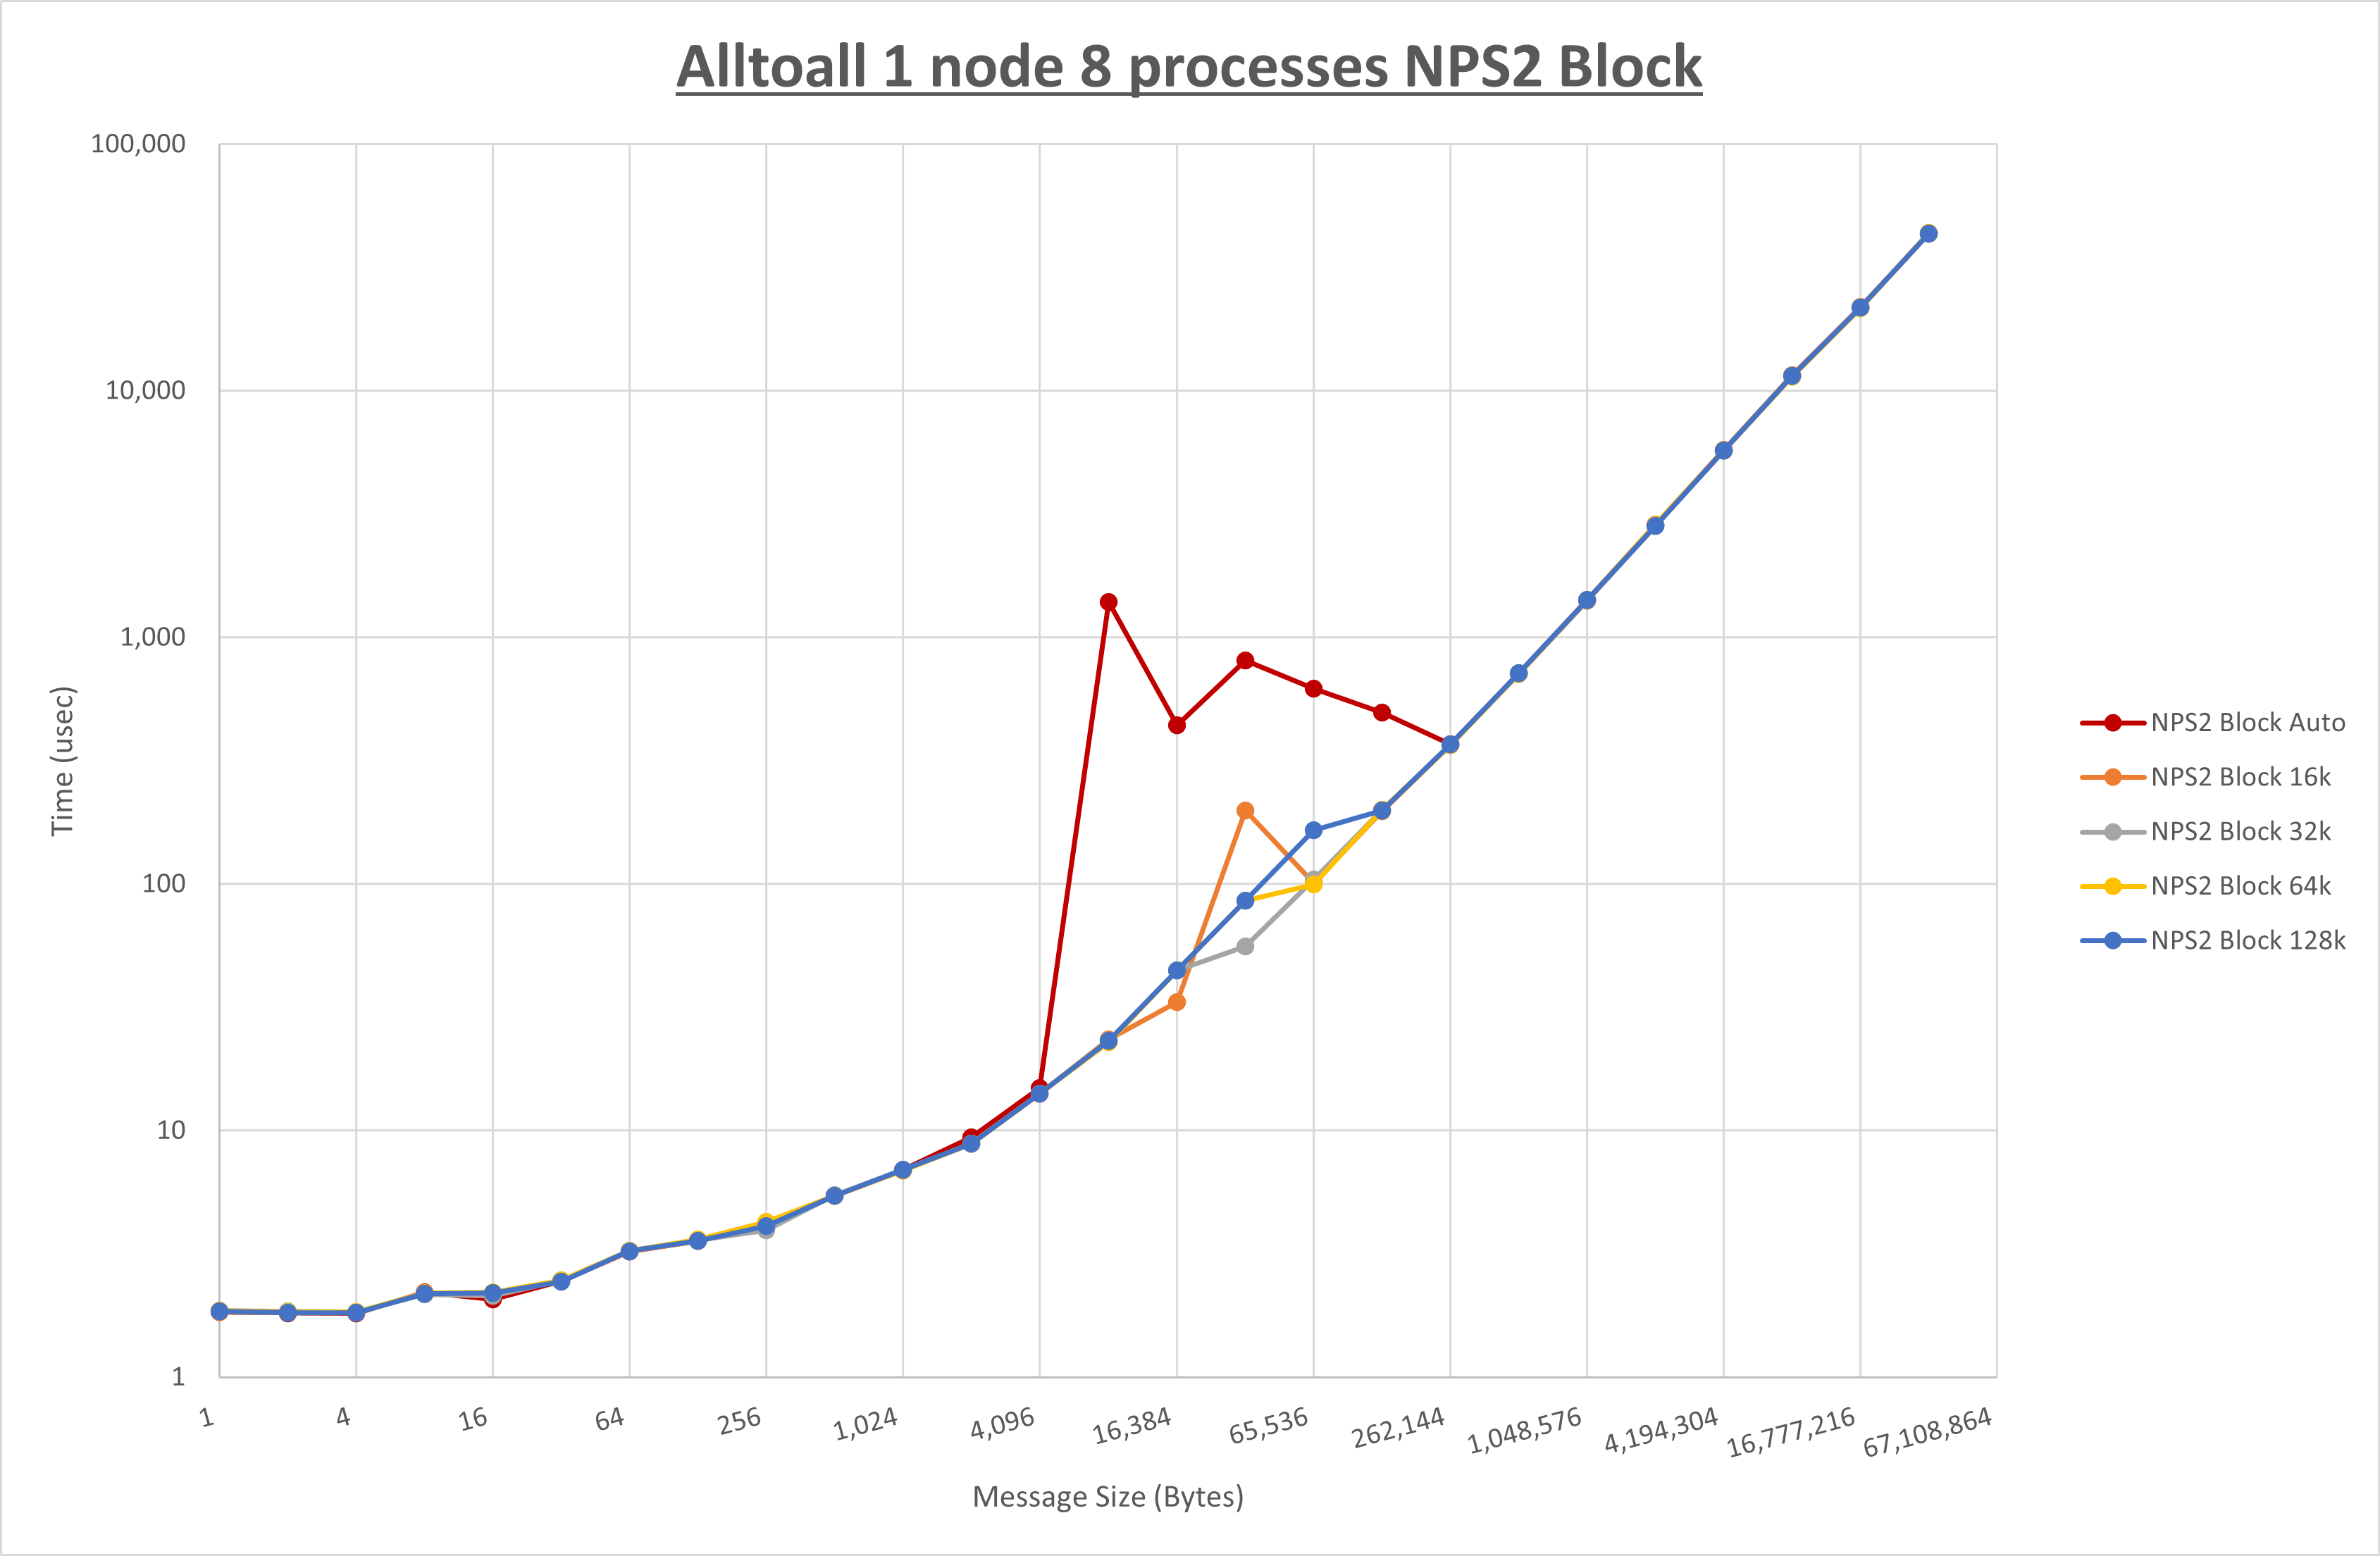 Alltoall 1 node 8 processes NPS2 Block
100,000
10,000
1,000
100
10
1
Time (usec)
1
4
16
64
256
1,024
4,096
16,384
65,536
262,144
1,048,576
4,194,304
16,777,216
67,108,864
Message Size (Bytes)
NPS2 Block Auto
NPS2 Block 16k
NPS2 Block 32k
NPS2 Block 64k
NPS2 Block 128k